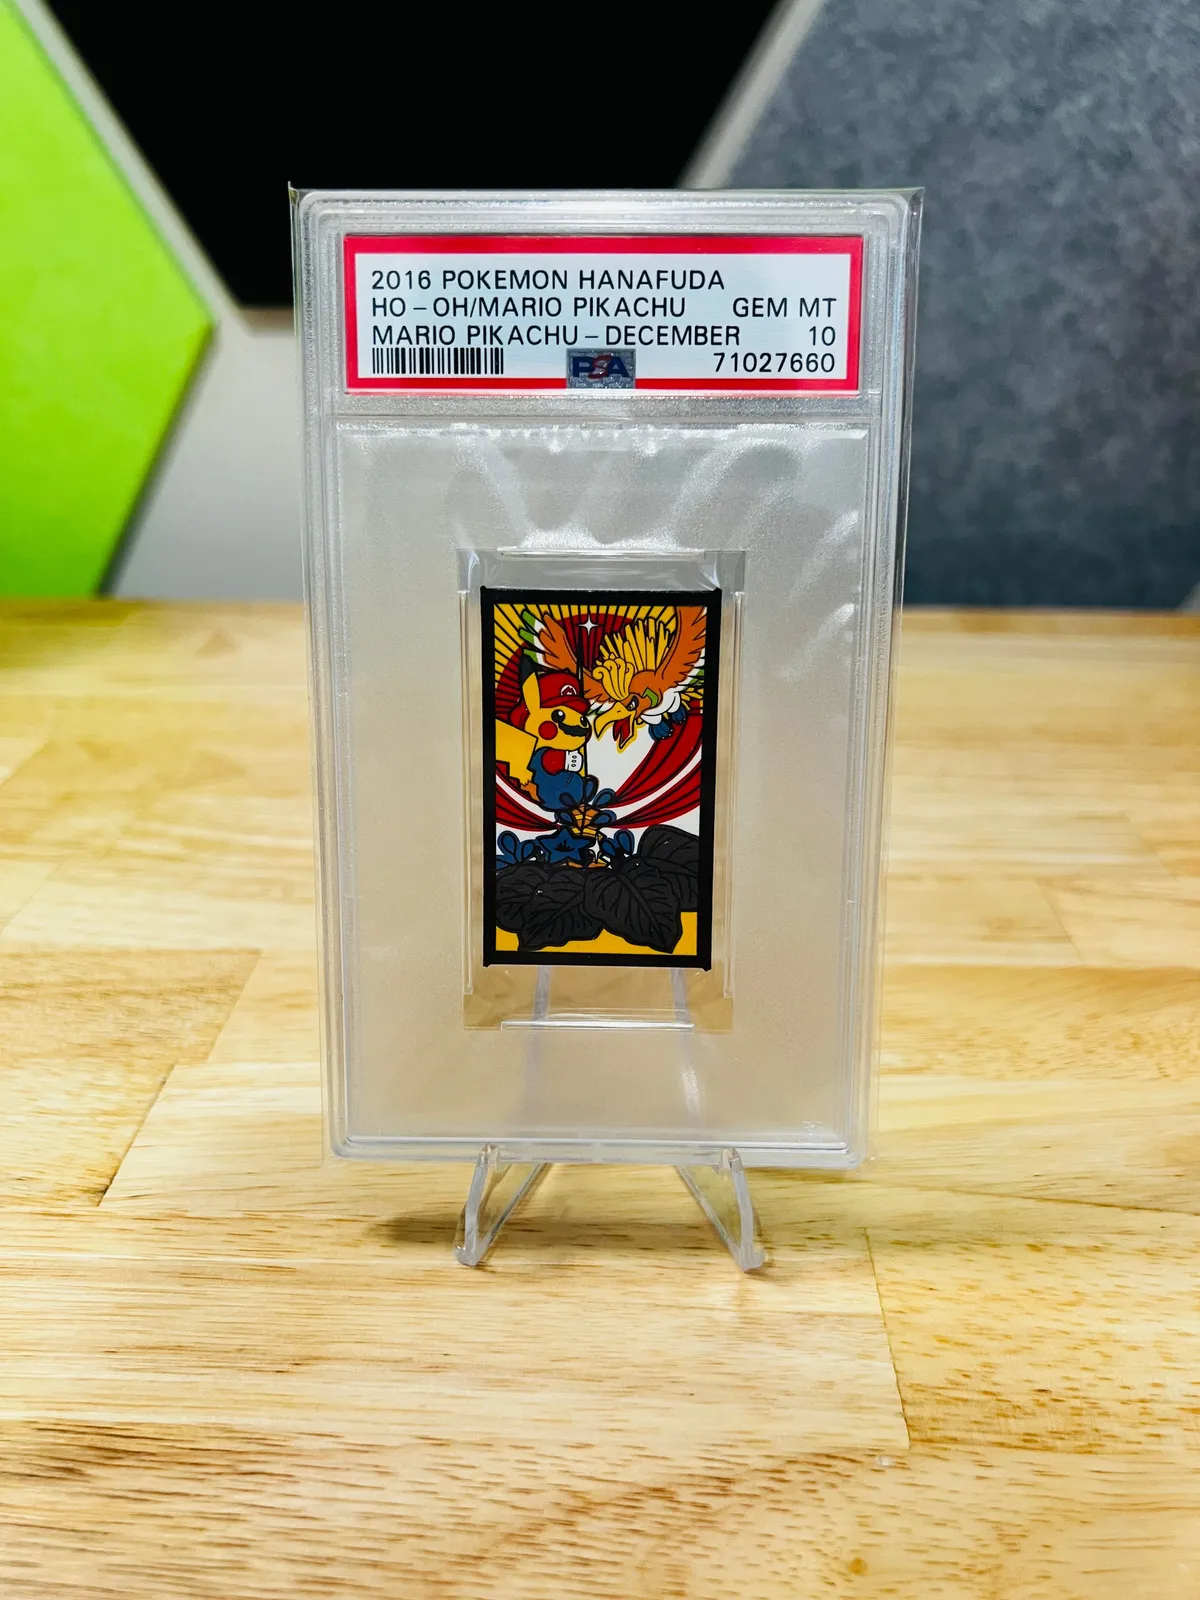 2016 POKEMON HANAFUDA
HO-OH/MARIO PIKACHU GEM MT
MARIO PIKACHU-DECEMBER 10
PSA 71027660